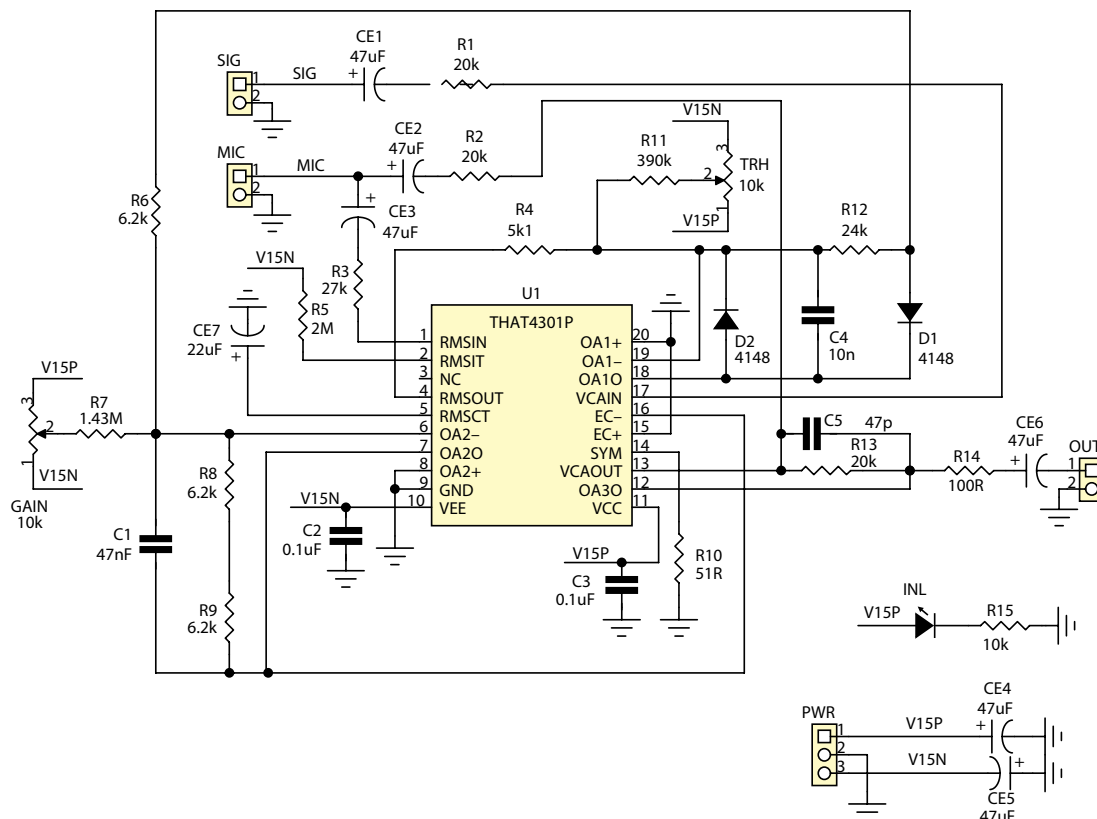 CE1
47uF
R1
20k
SIG
1
2
SIG
+
CE2
47uF
R2
20k
MIC
1
2
MIC
+
V15N
R11
390k
3
2
1
TRH
10k
V15P
R6
6.2k
+
CE3
47uF
R4
5k1
R12
24k
V15N
R3
27k
R5
2M
CE7
22uF
+
U1
THAT4301P
1 RMSIN
2 RMSIT
3 NC
4 RMSOUT
5 RMSCT
6 OA2−
7 OA2O
8 OA2+
9 GND
10 VEE
OA1+ 20
OA1− 19
OA1O 18
VCAIN 17
EC− 16
EC+ 15
SYM 14
VCAOUT 13
OA3O 12
VCC 11
D2
4148
C4
10n
D1
4148
V15P
3
2
1
R7
1.43M
V15N
GAIN
10k
R8
6.2k
C5
47p
R13
20k
R14
100R
CE6
47uF
+
OUT
1
2
C1
47nF
V15N
C2
0.1uF
V15P
C3
0.1uF
R10
51R
R9
6.2k
INL
V15P
R15
10k
PWR
1
2
3
V15P
V15N
CE4
47uF
+
+
CE5
47uF